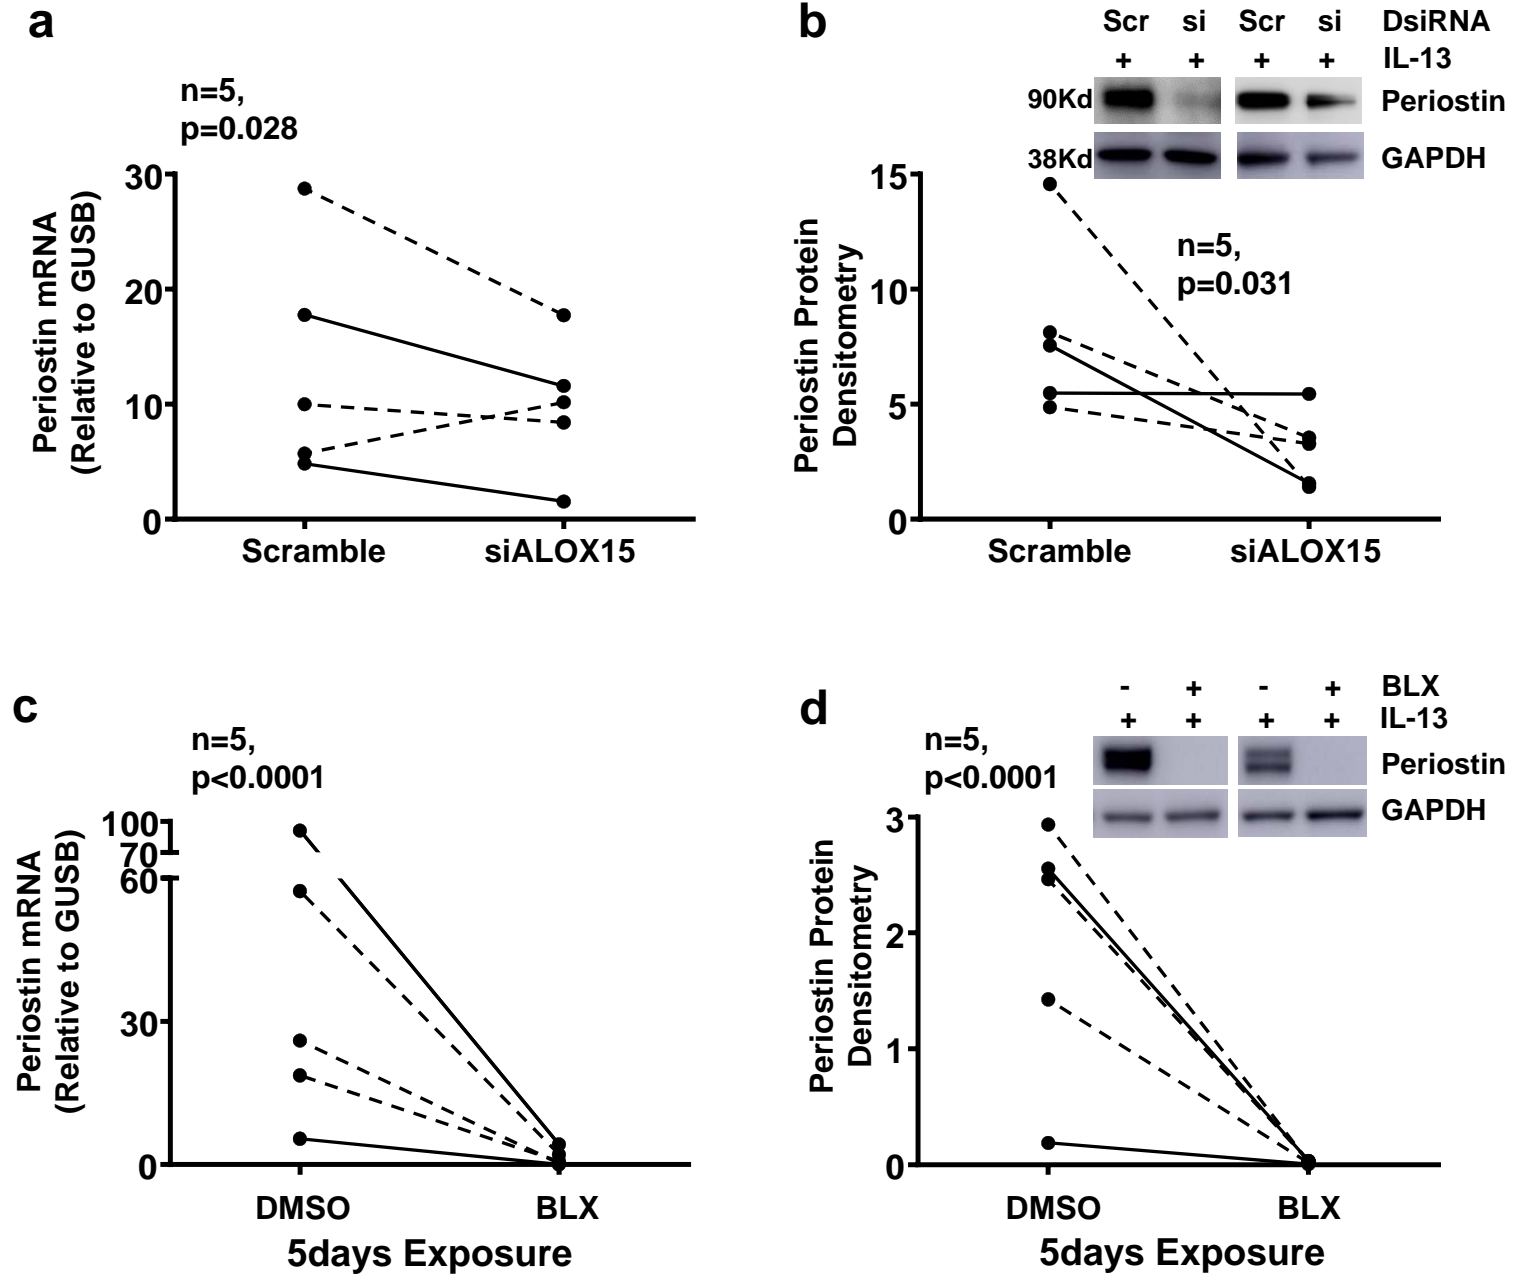 a
n=5,
p=0.028
Periostin mRNA
(Relative to GUSB)
30
20
10
0
Scramble siALOX15
b
Scr si Scr si DsiRNA
+ + + + IL-13
90Kd Periostin
38Kd GAPDH
n=5,
p=0.031
Periostin Protein
Densitometry
15
10
5
0
Scramble siALOX15
c
n=5,
p<0.0001
Periostin mRNA
(Relative to GUSB)
100
70
60
30
0
DMSO BLX
5days Exposure
d
- + - + BLX
+ + + + IL-13
Periostin
GAPDH
n=5,
p<0.0001
Periostin Protein
Densitometry
3
2
1
0
DMSO BLX
5days Exposure